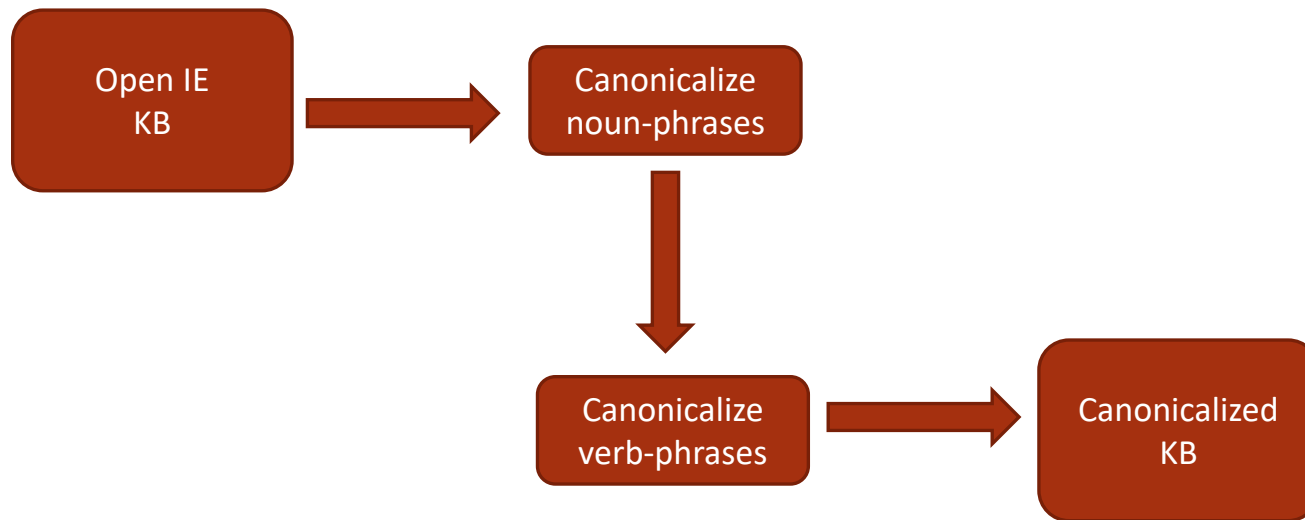 Open IE
KB
Canonicalize
noun-phrases
Canonicalize
verb-phrases
Canonicalized
KB